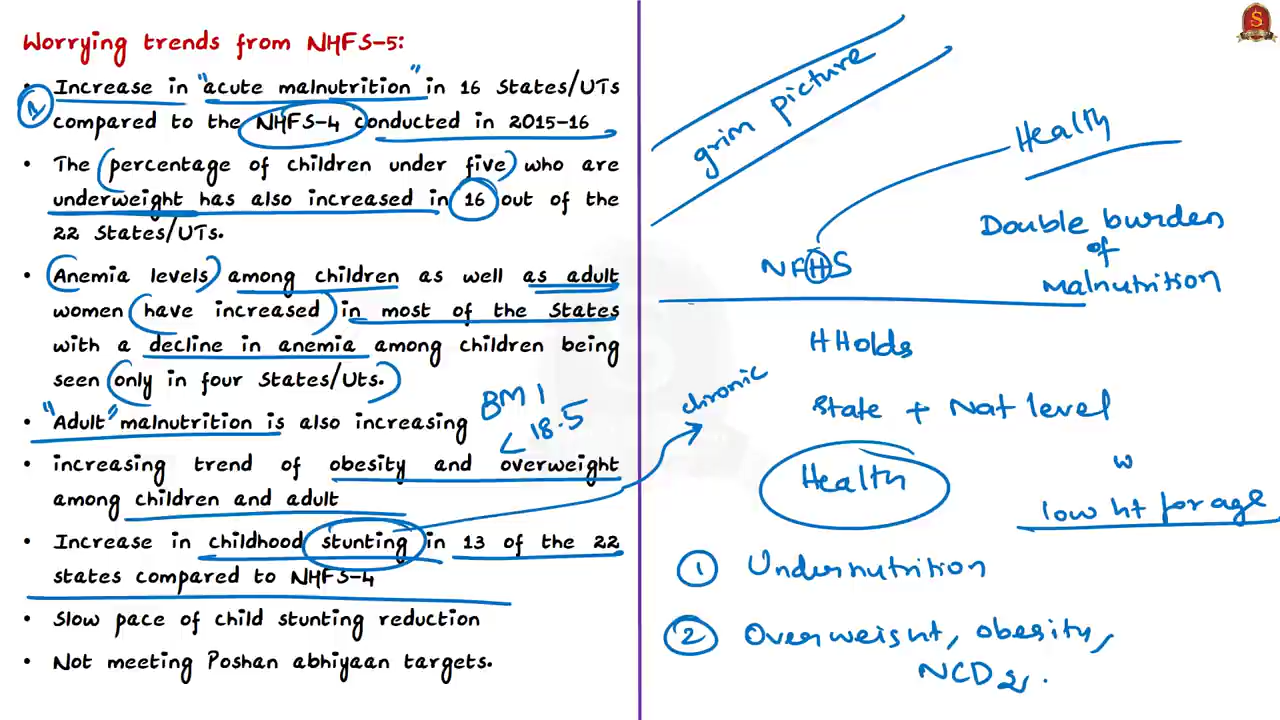 Worrying trends from NHFS-5:
• Increase in "acute malnutrition" in 16 States/UTs
compared to the NHFS-4 conducted in 2015-16
1
• The percentage of children under five who are
underweight has also increased in 16 out of the
22 States/UTs.
• Anemia levels among children as well as adult
women have increased in most of the States
with a decline in anemia among children being
seen only in four States/Uts.
• "Adult" malnutrition is also increasing
BMI
< 18.5
• increasing trend of obesity and overweight
among children and adult
• Increase in childhood stunting in 13 of the 22
states compared to NHFS-4
• Slow pace of child stunting reduction
• Not meeting Poshan abhiyaan targets.
grim picture
Health
NFHS
Double burden
of
malnutrition
HHolds
chronic
State + Nat level
Health
w
low ht for age
1 Undernutrition
2 Overweight, obesity,
NCDs.
S